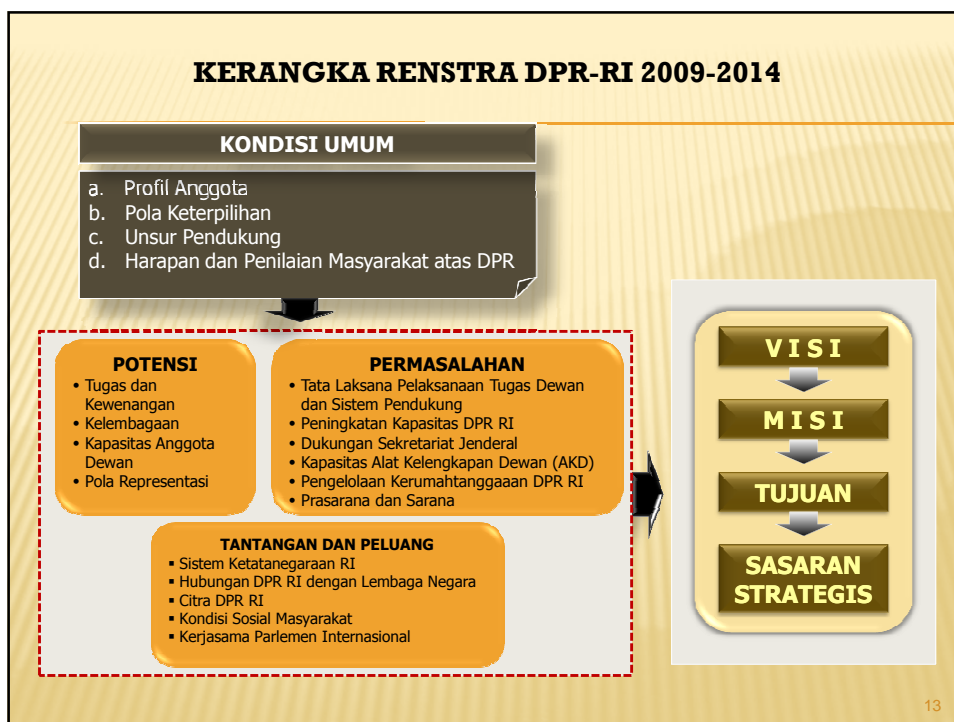 KERANGKA RENSTRA DPR-RI 2009-2014
KONDISI UMUM
a. Profil Anggota
b. Pola Keterpilihan
c. Unsur Pendukung
d. Harapan dan Penilaian Masyarakat atas DPR
POTENSI
• Tugas dan
Kewenangan
• Kelembagaan
• Kapasitas Anggota
Dewan
• Pola Representasi
PERMASALAHAN
• Tata Laksana Pelaksanaan Tugas Dewan
dan Sistem Pendukung
• Peningkatan Kapasitas DPR RI
• Dukungan Sekretariat Jenderal
• Kapasitas Alat Kelengkapan Dewan (AKD)
• Pengelolaan Kerumahtanggaaan DPR RI
• Prasarana dan Sarana
TANTANGAN DAN PELUANG
▪ Sistem Ketatanegaraan RI
▪ Hubungan DPR RI dengan Lembaga Negara
▪ Citra DPR RI
▪ Kondisi Sosial Masyarakat
▪ Kerjasama Parlemen Internasional
V I S I
M I S I
TUJUAN
SASARAN
STRATEGIS
13